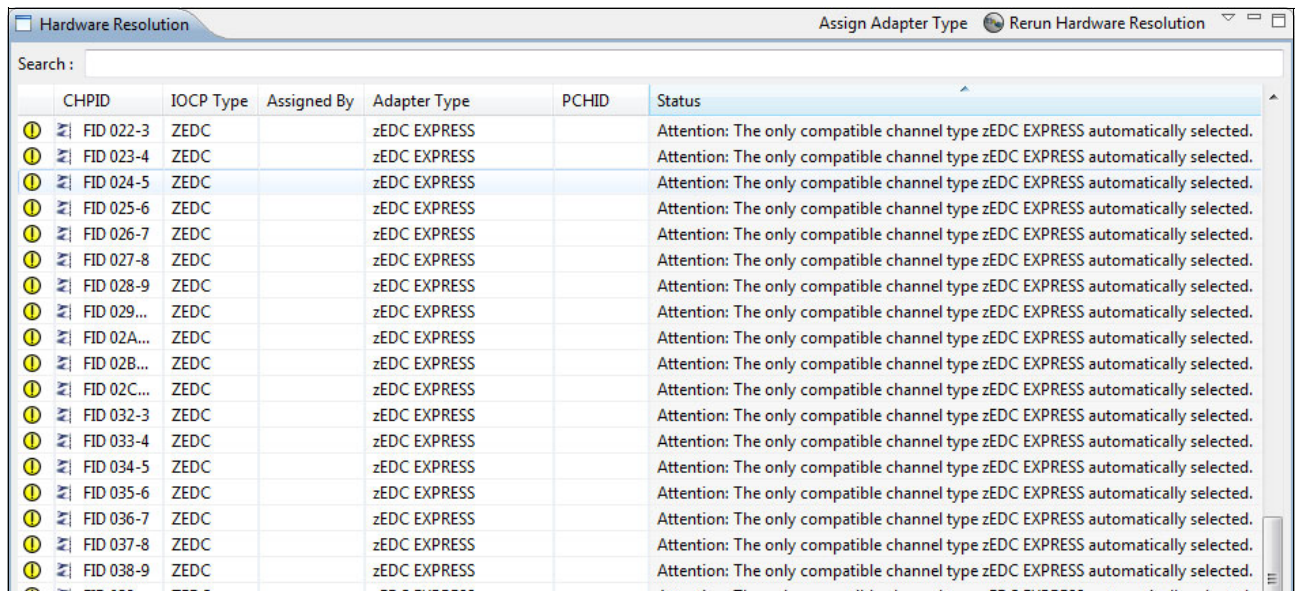 Hardware Resolution Assign Adapter Type Rerun Hardware Resolution
Search :
CHPID IOCP Type Assigned By Adapter Type PCHID Status
FID 022-3 ZEDC zEDC EXPRESS Attention: The only compatible channel type zEDC EXPRESS automatically selected.
FID 023-4 ZEDC zEDC EXPRESS Attention: The only compatible channel type zEDC EXPRESS automatically selected.
FID 024-5 ZEDC zEDC EXPRESS Attention: The only compatible channel type zEDC EXPRESS automatically selected.
FID 025-6 ZEDC zEDC EXPRESS Attention: The only compatible channel type zEDC EXPRESS automatically selected.
FID 026-7 ZEDC zEDC EXPRESS Attention: The only compatible channel type zEDC EXPRESS automatically selected.
FID 027-8 ZEDC zEDC EXPRESS Attention: The only compatible channel type zEDC EXPRESS automatically selected.
FID 028-9 ZEDC zEDC EXPRESS Attention: The only compatible channel type zEDC EXPRESS automatically selected.
FID 029... ZEDC zEDC EXPRESS Attention: The only compatible channel type zEDC EXPRESS automatically selected.
FID 02A... ZEDC zEDC EXPRESS Attention: The only compatible channel type zEDC EXPRESS automatically selected.
FID 02B... ZEDC zEDC EXPRESS Attention: The only compatible channel type zEDC EXPRESS automatically selected.
FID 02C... ZEDC zEDC EXPRESS Attention: The only compatible channel type zEDC EXPRESS automatically selected.
FID 032-3 ZEDC zEDC EXPRESS Attention: The only compatible channel type zEDC EXPRESS automatically selected.
FID 033-4 ZEDC zEDC EXPRESS Attention: The only compatible channel type zEDC EXPRESS automatically selected.
FID 034-5 ZEDC zEDC EXPRESS Attention: The only compatible channel type zEDC EXPRESS automatically selected.
FID 035-6 ZEDC zEDC EXPRESS Attention: The only compatible channel type zEDC EXPRESS automatically selected.
FID 036-7 ZEDC zEDC EXPRESS Attention: The only compatible channel type zEDC EXPRESS automatically selected.
FID 037-8 ZEDC zEDC EXPRESS Attention: The only compatible channel type zEDC EXPRESS automatically selected.
FID 038-9 ZEDC zEDC EXPRESS Attention: The only compatible channel type zEDC EXPRESS automatically selected.